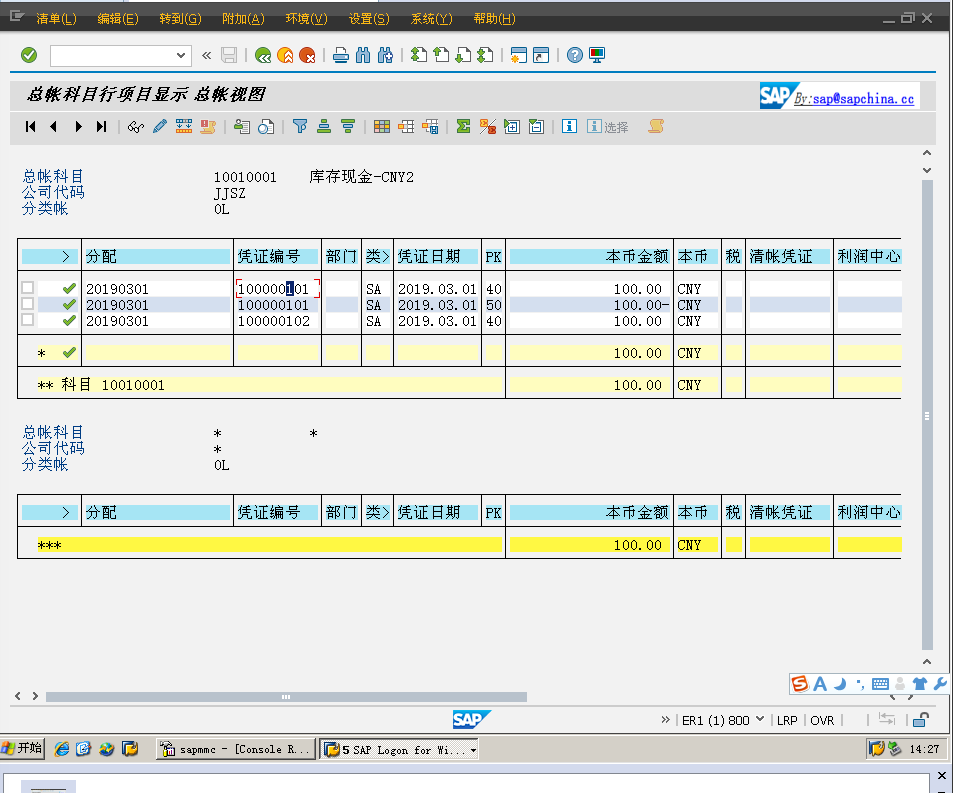 清单(L) 编辑(E) 转到(G) 附加(A) 环境(V) 设置(S) 系统(Y) 帮助(H)
总帐科目行项目显示 总帐视图
SAP By:sap@sapchina.cc
选择
总帐科目 10010001 库存现金-CNY2
公司代码 JJSZ
分类帐 0L
> 分配 凭证编号 部门 类> 凭证日期 PK 本币金额 本币 税 清帐凭证 利润中心
20190301 100000101 SA 2019.03.01 40 100.00 CNY
20190301 100000101 SA 2019.03.01 50 100.00- CNY
20190301 100000102 SA 2019.03.01 40 100.00 CNY
* 100.00 CNY
** 科目 10010001 100.00 CNY
总帐科目 * *
公司代码 *
分类帐 0L
> 分配 凭证编号 部门 类> 凭证日期 PK 本币金额 本币 税 清帐凭证 利润中心
*** 100.00 CNY
SAP ER1 (1) 800 LRP OVR
开始 sapmmc - [Console R... 5 SAP Logon for Wi... 14:27